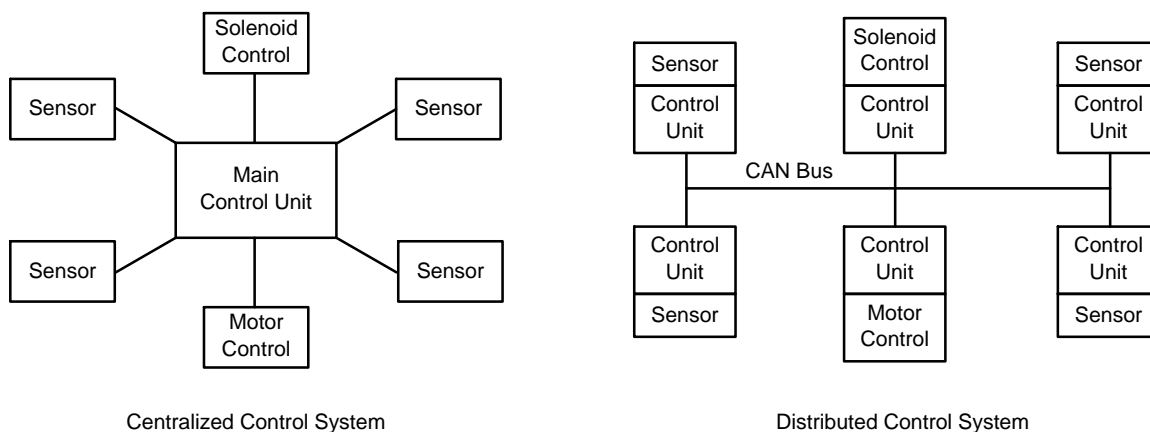 Solenoid
Control
Sensor
Sensor
Main
Control Unit
Sensor
Sensor
Motor
Control
Centralized Control System
Sensor
Control
Unit
Solenoid
Control
Control
Unit
Sensor
Control
Unit
CAN Bus
Control
Unit
Sensor
Control
Unit
Motor
Control
Control
Unit
Sensor
Distributed Control System